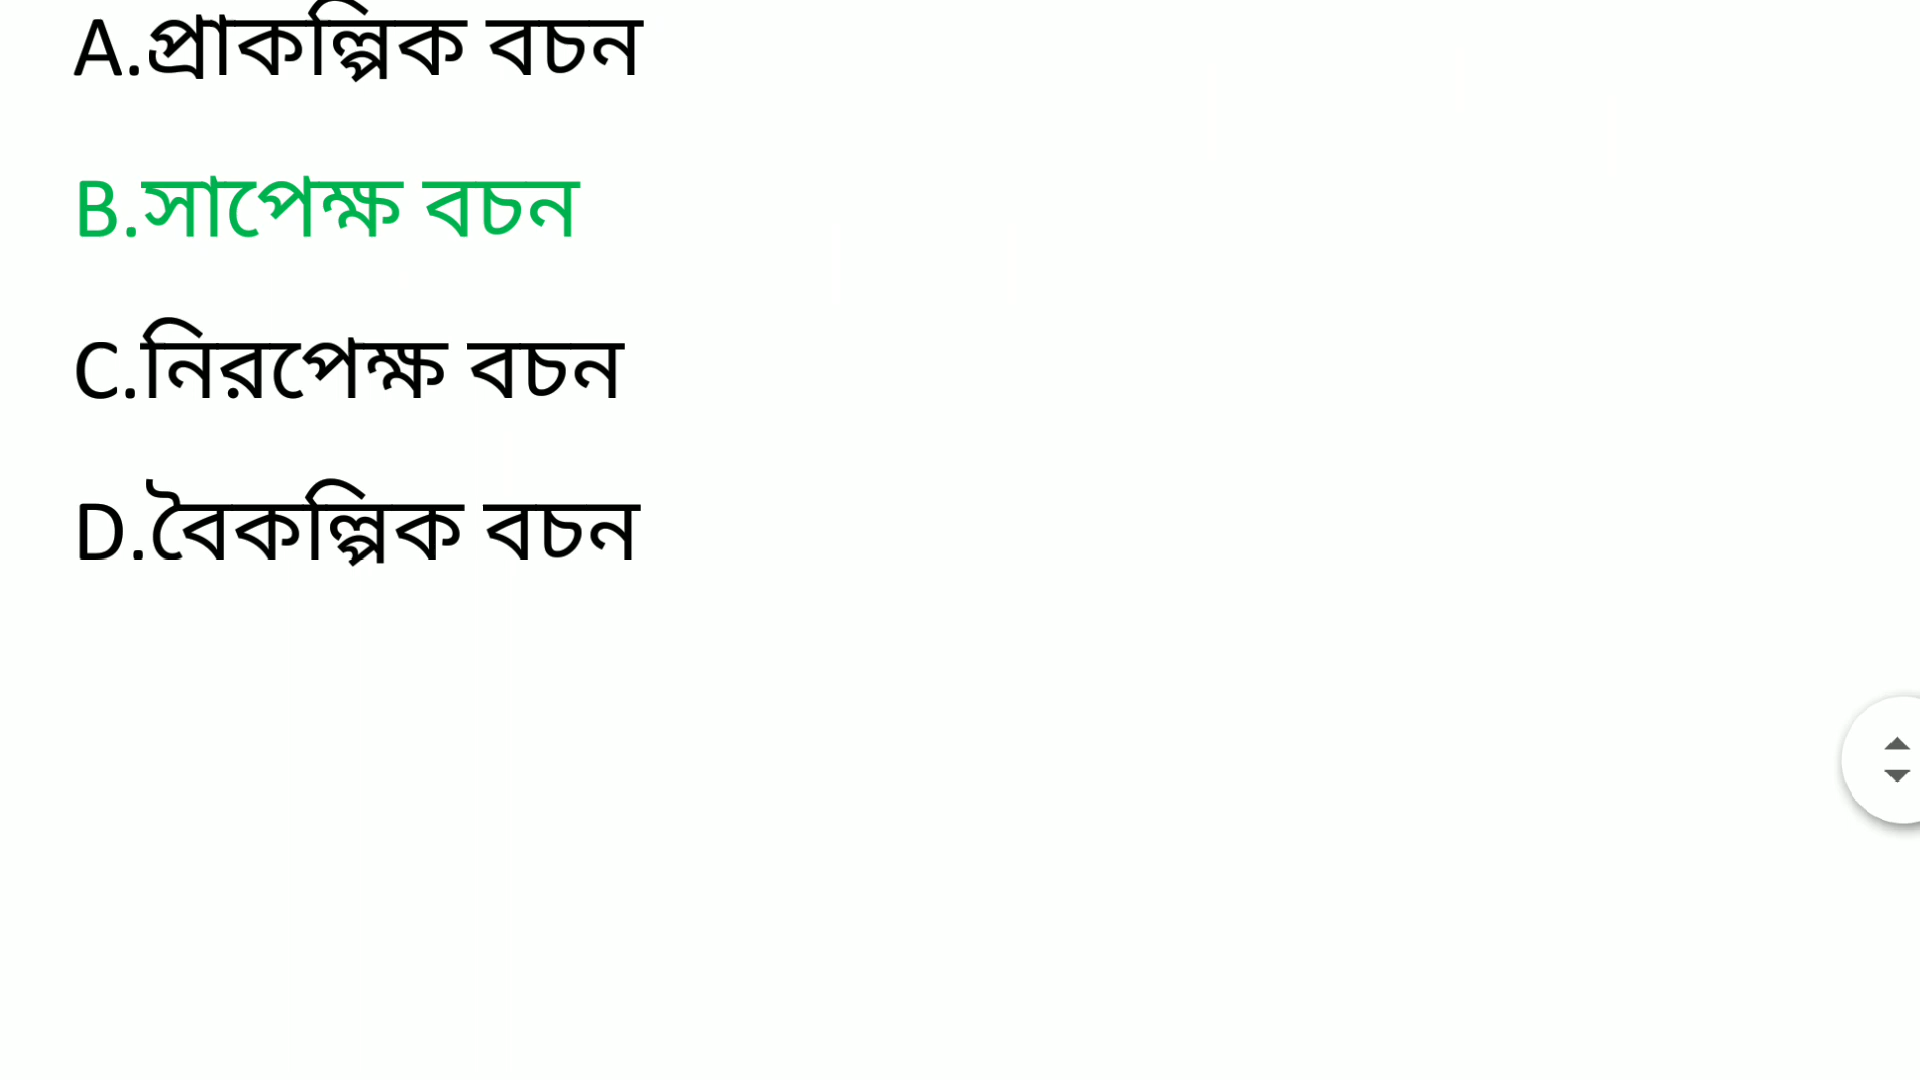 A.প্রাকল্পিক বচন
B.সাপেক্ষ বচন
C.নিরপেক্ষ বচন
D.বৈকল্পিক বচন